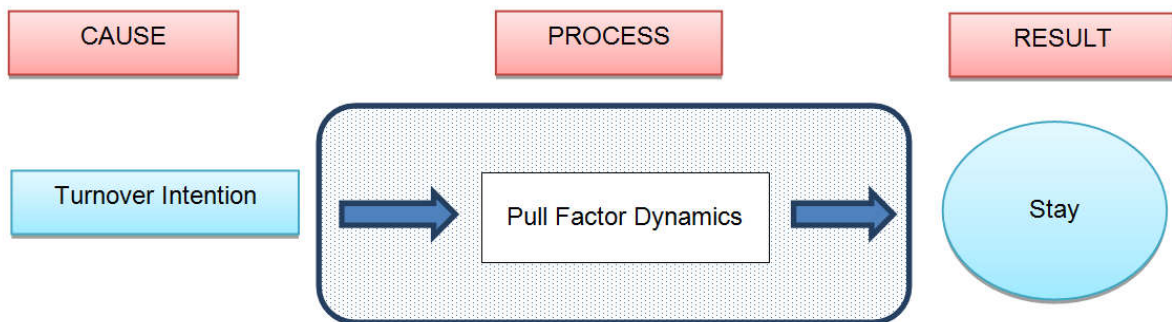 CAUSE
PROCESS
RESULT
Turnover Intention
Pull Factor Dynamics
Stay